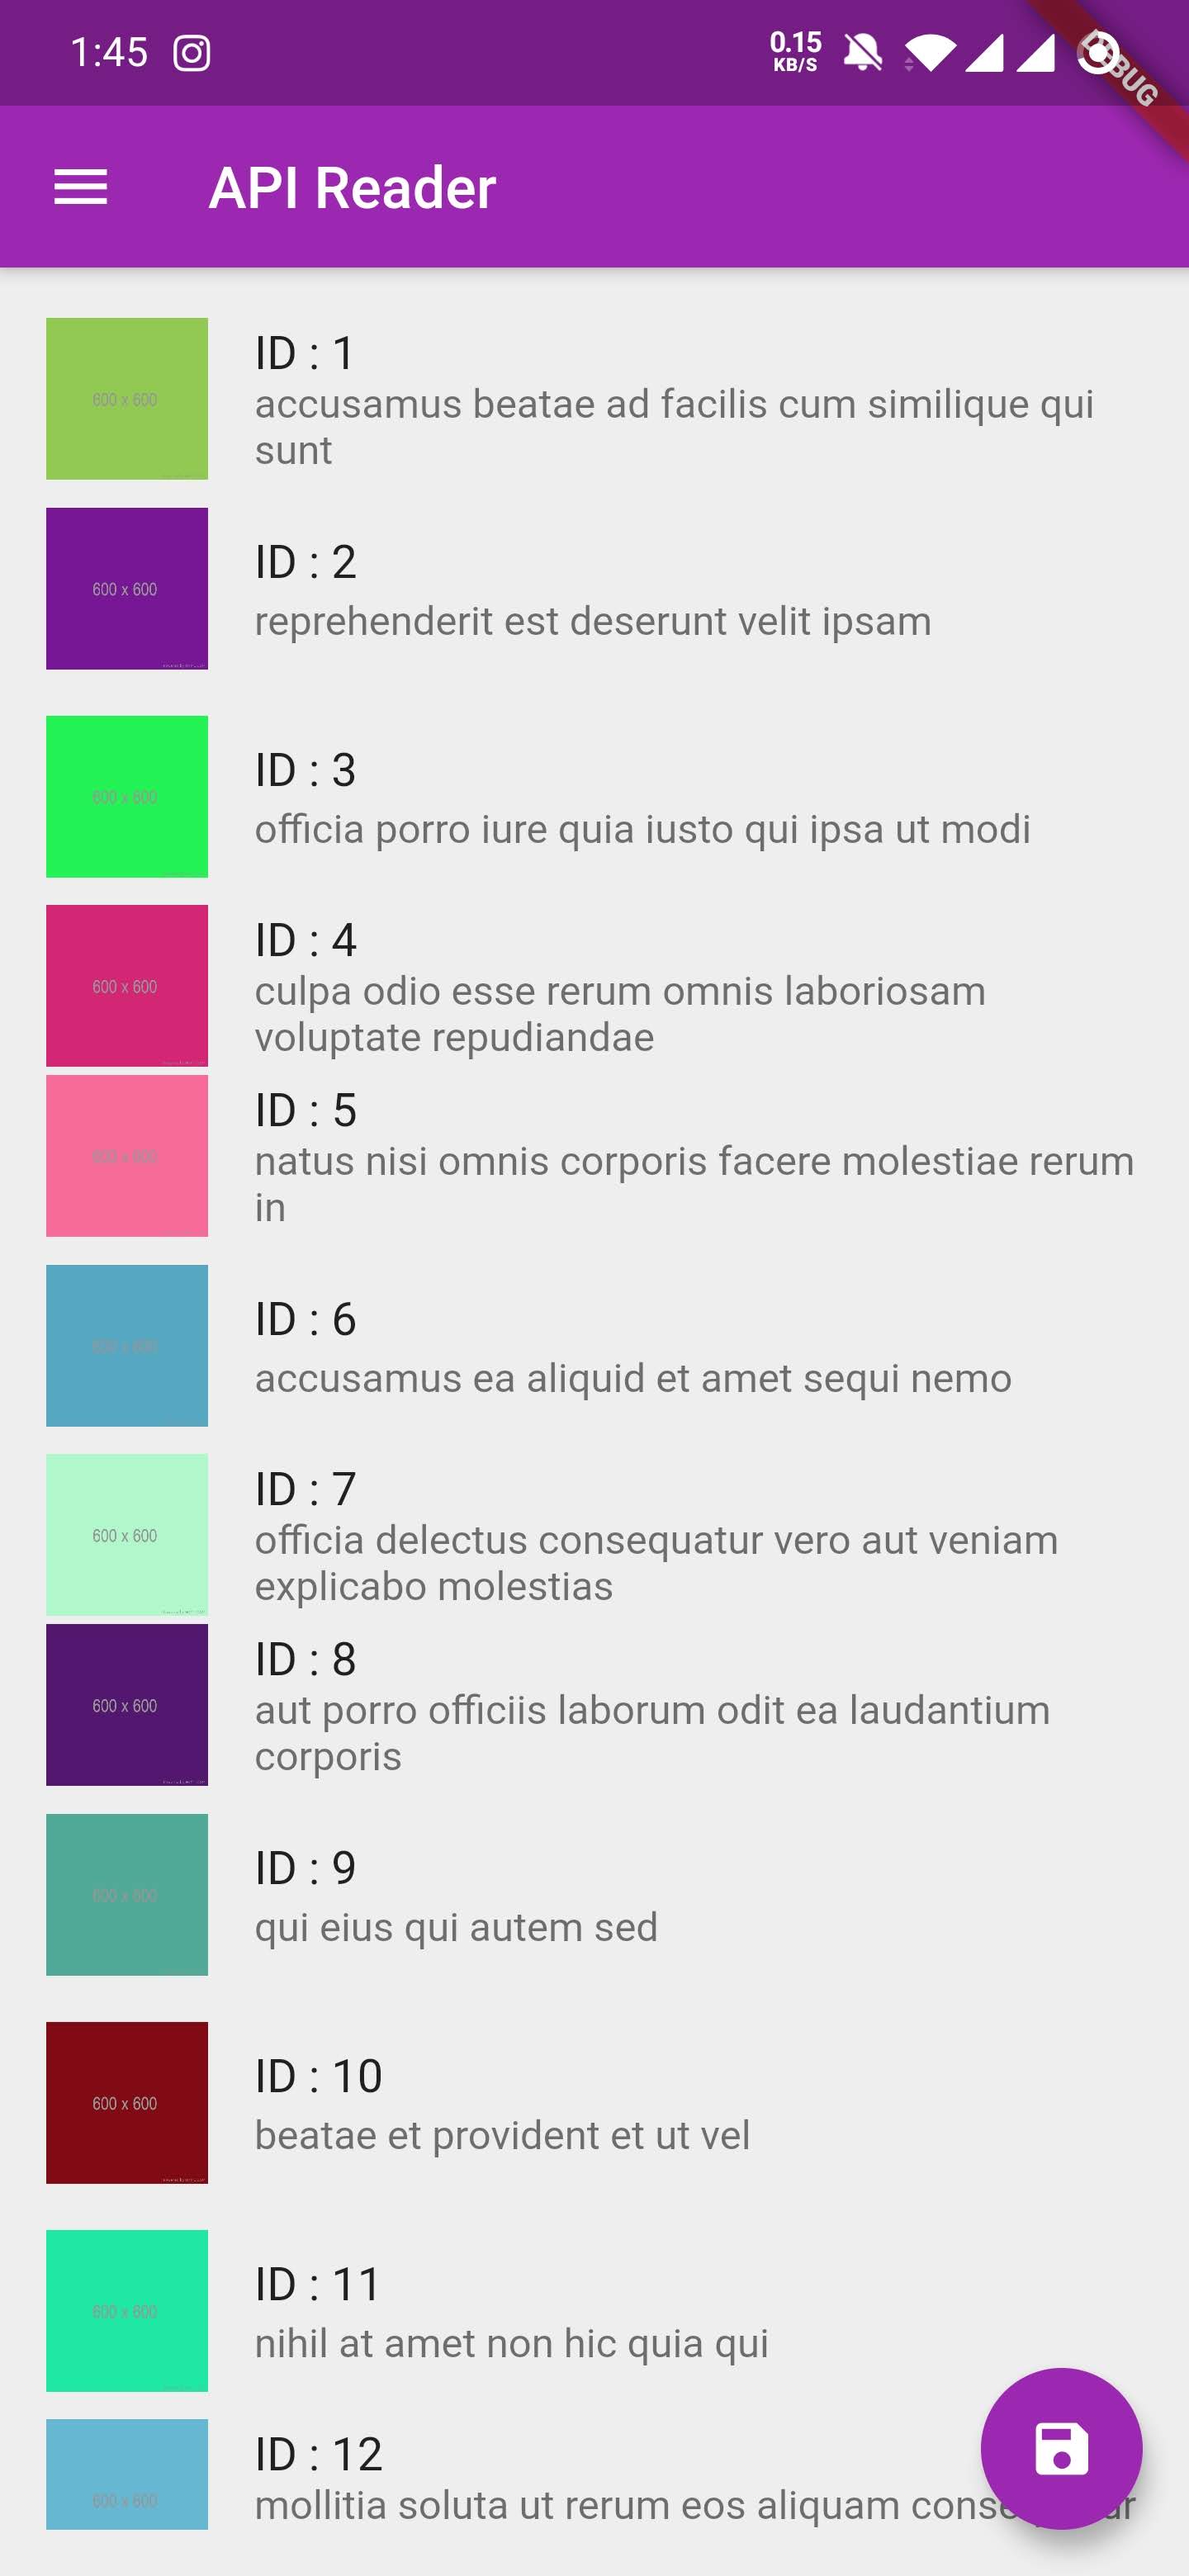 1:45
0.15
KB/S
DEBUG
API Reader
600 x 600
ID : 1
accusamus beatae ad facilis cum similique qui
sunt
600 x 600
ID : 2
reprehenderit est deserunt velit ipsam
600 x 600
ID : 3
officia porro iure quia iusto qui ipsa ut modi
600 x 600
ID : 4
culpa odio esse rerum omnis laboriosam
voluptate repudiandae
600 x 600
ID : 5
natus nisi omnis corporis facere molestiae rerum
in
600 x 600
ID : 6
accusamus ea aliquid et amet sequi nemo
600 x 600
ID : 7
officia delectus consequatur vero aut veniam
explicabo molestias
600 x 600
ID : 8
aut porro officiis laborum odit ea laudantium
corporis
600 x 600
ID : 9
qui eius qui autem sed
600 x 600
ID : 10
beatae et provident et ut vel
600 x 600
ID : 11
nihil at amet non hic quia qui
600 x 600
ID : 12
mollitia soluta ut rerum eos aliquam